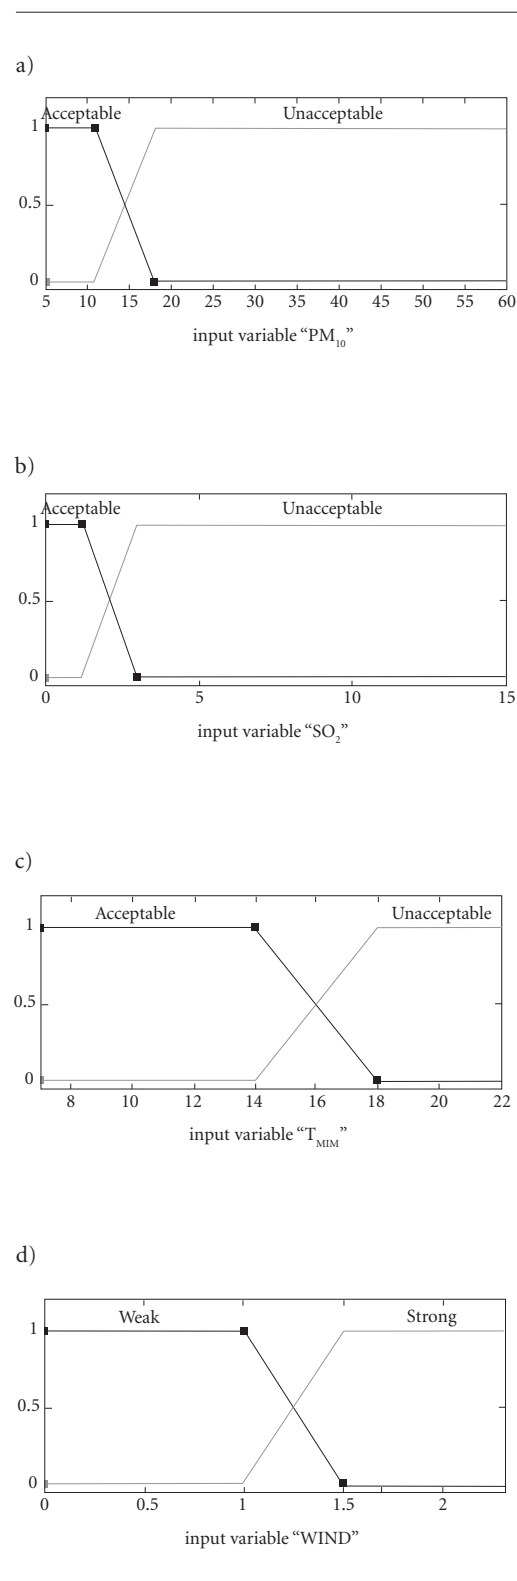 a)
Acceptable Unacceptable
1
0.5
0
5 10 15 20 25 30 35 40 45 50 55 60
input variable “PM₁₀”
b)
Acceptable Unacceptable
1
0.5
0
0 5 10 15
input variable “SO₂”
c)
Acceptable Unacceptable
1
0.5
0
8 10 12 14 16 18 20 22
input variable “T_MIM”
d)
Weak Strong
1
0.5
0
0 0.5 1 1.5 2
input variable “WIND”